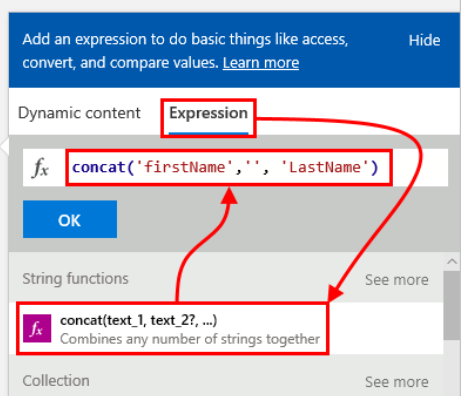 Add an expression to do basic things like access, Hide
convert, and compare values. Learn more
Dynamic content Expression
fx concat('firstName','', 'LastName')
OK
String functions See more
fx concat(text_1, text_2?, ...)
Combines any number of strings together
Collection See more